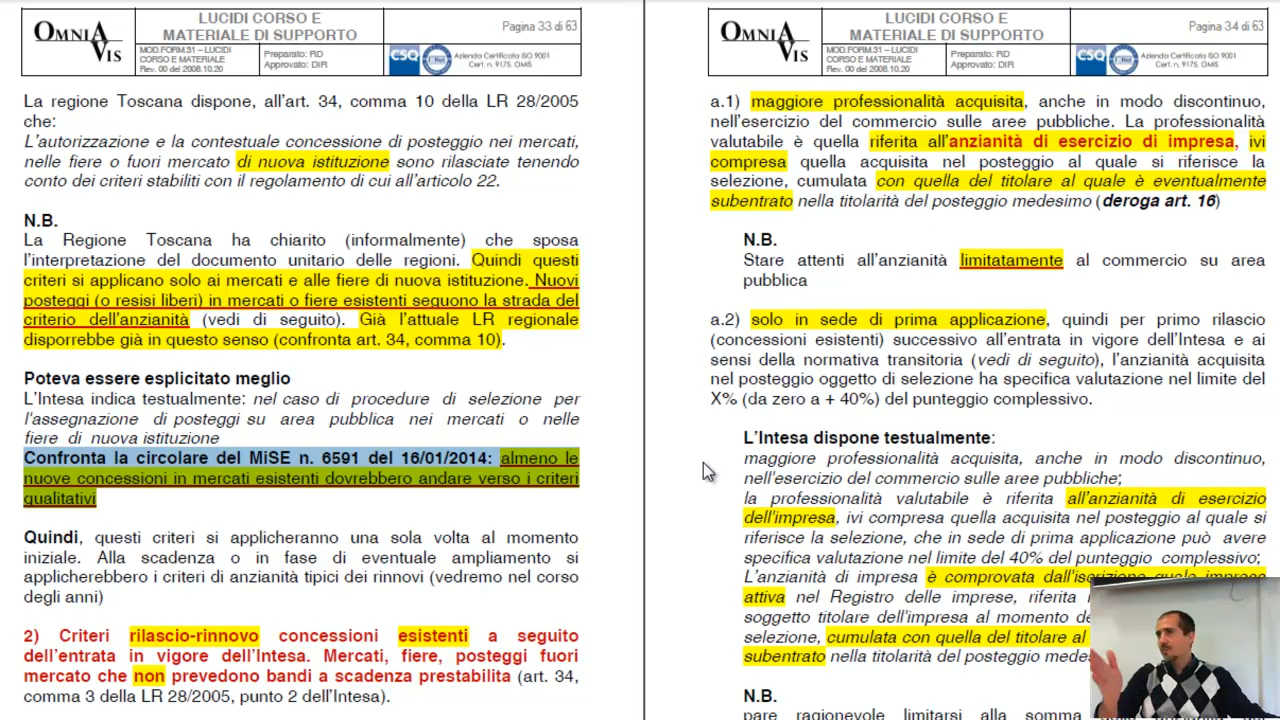 OMNIA VIS
LUCIDI CORSO E
MATERIALE DI SUPPORTO
Pagina 33 di 63
MOD.FORM.31 – LUCIDI
CORSO E MATERIALE
Rev. 00 del 2008.10.20
Preparato: RD
Approvato: DIR
CSQ
Azienda Certificata ISO 9001
Cert. n. 9175. OMIS
La regione Toscana dispone, all'art. 34, comma 10 della LR 28/2005
che:
L'autorizzazione e la contestuale concessione di posteggio nei mercati,
nelle fiere o fuori mercato di nuova istituzione sono rilasciate tenendo
conto dei criteri stabiliti con il regolamento di cui all'articolo 22.
N.B.
La Regione Toscana ha chiarito (informalmente) che sposa
l'interpretazione del documento unitario delle regioni. Quindi questi
criteri si applicano solo ai mercati e alle fiere di nuova istituzione. Nuovi
posteggi (o resisi liberi) in mercati o fiere esistenti seguono la strada del
criterio dell'anzianità (vedi di seguito). Già l'attuale LR regionale
disporrebbe già in questo senso (confronta art. 34, comma 10).
Poteva essere esplicitato meglio
L'Intesa indica testualmente: nel caso di procedure di selezione per
l'assegnazione di posteggi su area pubblica nei mercati o nelle
fiere di nuova istituzione
Confronta la circolare del MiSE n. 6591 del 16/01/2014: almeno le
nuove concessioni in mercati esistenti dovrebbero andare verso i criteri
qualitativi
Quindi, questi criteri si applicheranno una sola volta al momento
iniziale. Alla scadenza o in fase di eventuale ampliamento si
applicherebbero i criteri di anzianità tipici dei rinnovi (vedremo nel corso
degli anni)
2) Criteri rilascio-rinnovo concessioni esistenti a seguito
dell'entrata in vigore dell'Intesa. Mercati, fiere, posteggi fuori
mercato che non prevedono bandi a scadenza prestabilita (art. 34,
comma 3 della LR 28/2005, punto 2 dell'Intesa).
OMNIA VIS
LUCIDI CORSO E
MATERIALE DI SUPPORTO
Pagina 34 di 63
MOD.FORM.31 – LUCIDI
CORSO E MATERIALE
Rev. 00 del 2008.10.20
Preparato: RD
Approvato: DIR
CSQ
Azienda Certificata ISO 9001
Cert. n. 9175. OMIS
a.1) maggiore professionalità acquisita, anche in modo discontinuo,
nell'esercizio del commercio sulle aree pubbliche. La professionalità
valutabile è quella riferita all'anzianità di esercizio di impresa, ivi
compresa quella acquisita nel posteggio al quale si riferisce la
selezione, cumulata con quella del titolare al quale è eventualmente
subentrato nella titolarità del posteggio medesimo (deroga art. 16)
N.B.
Stare attenti all'anzianità limitatamente al commercio su area
pubblica
a.2) solo in sede di prima applicazione, quindi per primo rilascio
(concessioni esistenti) successivo all'entrata in vigore dell'Intesa e ai
sensi della normativa transitoria (vedi di seguito), l'anzianità acquisita
nel posteggio oggetto di selezione ha specifica valutazione nel limite del
X% (da zero a + 40%) del punteggio complessivo.
L'Intesa dispone testualmente:
maggiore professionalità acquisita, anche in modo discontinuo,
nell'esercizio del commercio sulle aree pubbliche;
la professionalità valutabile è riferita all'anzianità di esercizio
dell'impresa, ivi compresa quella acquisita nel posteggio al quale si
riferisce la selezione, che in sede di prima applicazione può avere
specifica valutazione nel limite del 40% del punteggio complessivo;
L'anzianità di impresa è comprovata dall'iscrizione quale impresa
attiva nel Registro delle imprese, riferita
soggetto titolare dell'impresa al momento
selezione, cumulata con quella del titolare al
subentrato nella titolarità del posteggio
N.B.
pare ragionevole limitarsi alla somma